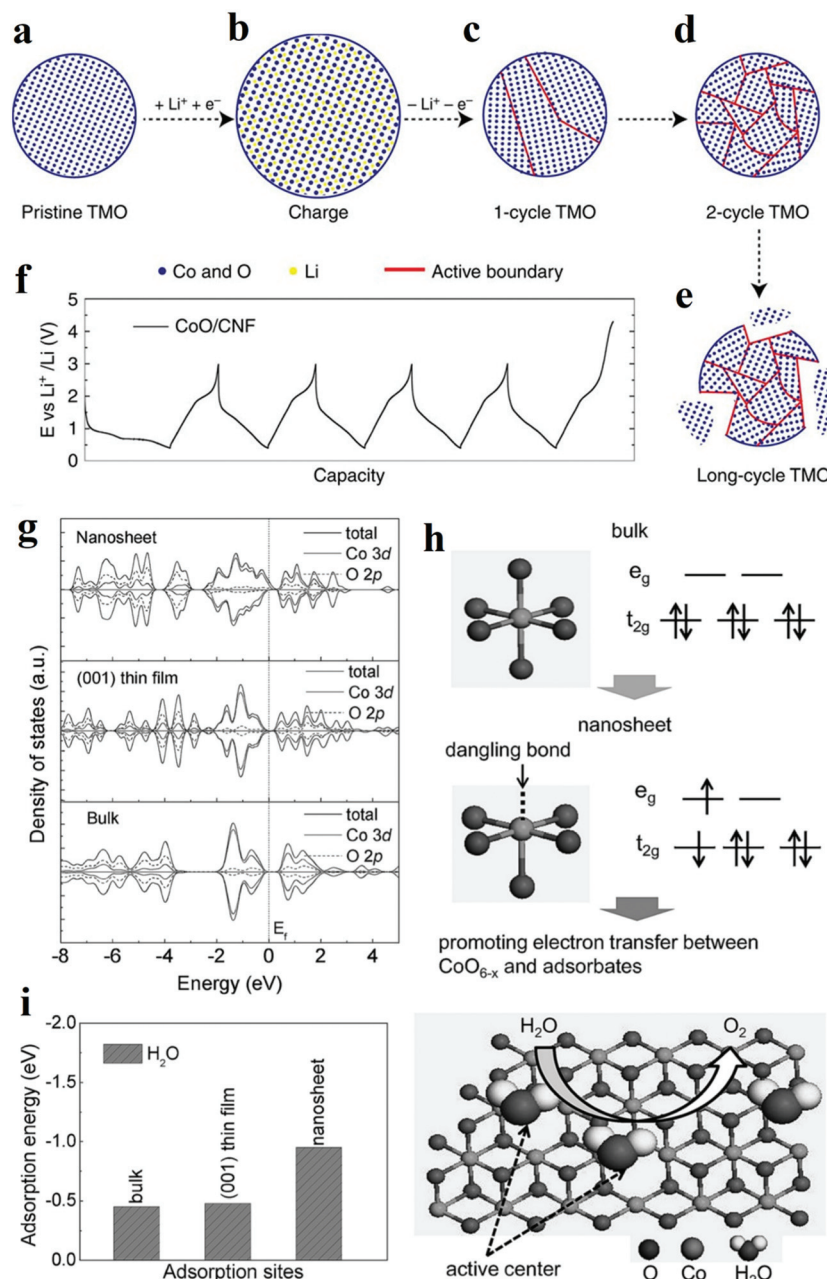 a
b
c
d
+ Li⁺ + e⁻
– Li⁺ – e⁻
Pristine TMO
Charge
1-cycle TMO
2-cycle TMO
Co and O
Li
Active boundary
e
Long-cycle TMO
f
CoO/CNF
E vs Li⁺ /Li (V)
5
4
3
2
1
0
Capacity
g
Nanosheet
total
Co 3d
O 2p
(001) thin film
total
Co 3d
O 2p
Bulk
total
Co 3d
O 2p
Density of states (a.u.)
E_f
-8 -6 -4 -2 0 2 4
Energy (eV)
h
bulk
e_g
t_2g
nanosheet
dangling bond
e_g
t_2g
promoting electron transfer between
CoO_6-x and adsorbates
i
Adsorption energy (eV)
-2.0
-1.5
-1.0
-0.5
0.0
H₂O
bulk
(001) thin film
nanosheet
Adsorption sites
H₂O
O₂
active center
O Co H₂O